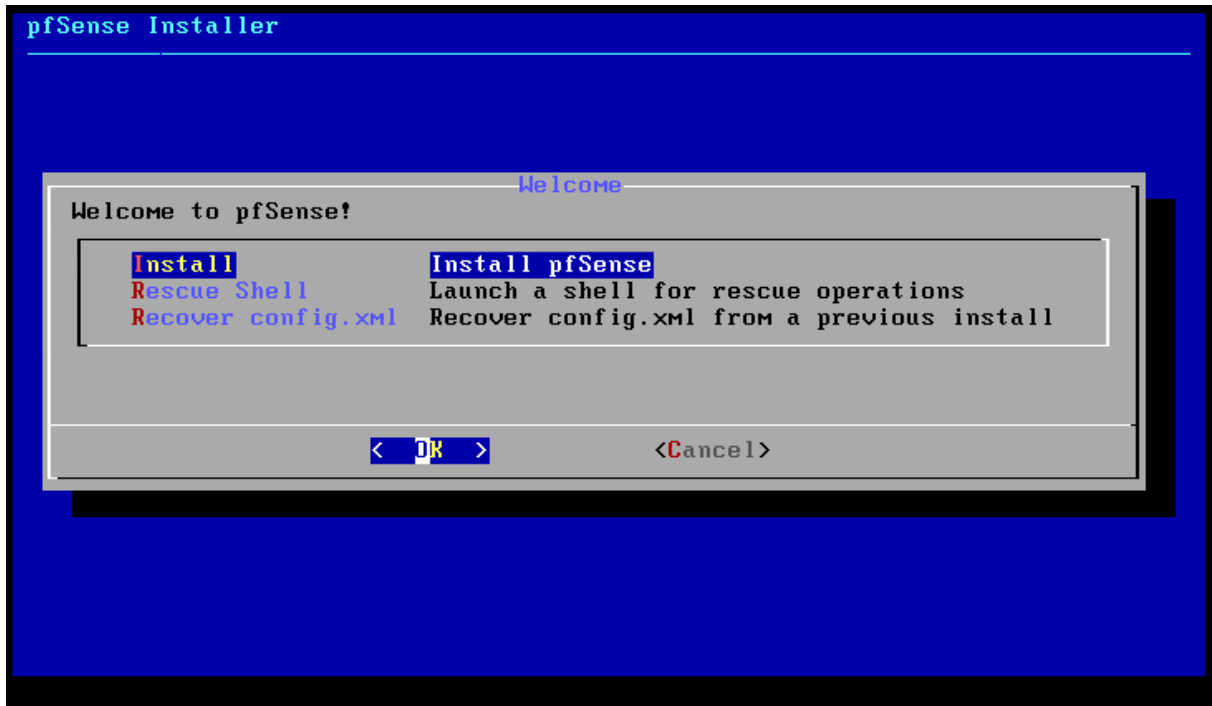 pfSense Installer
Welcome
Welcome to pfSense!
Install Install pfSense
Rescue Shell Launch a shell for rescue operations
Recover config.xml Recover config.xml from a previous install
< OK > <Cancel>